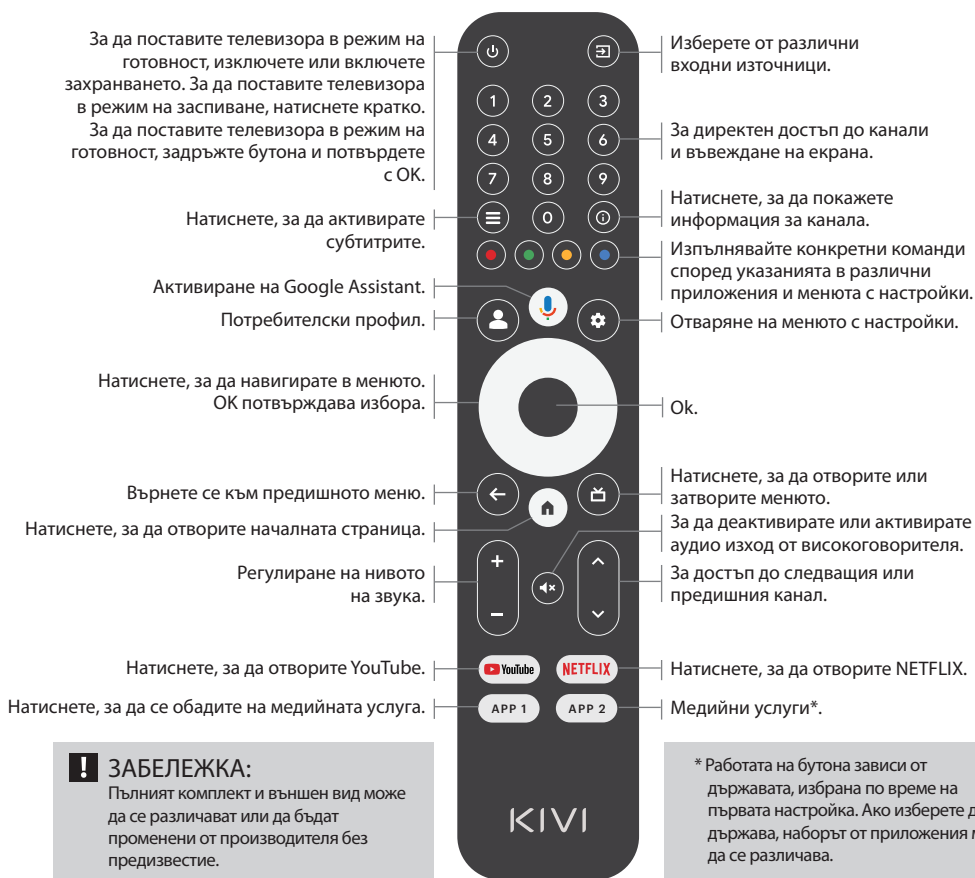 За да поставите телевизора в режим на
готовност, изключете или включете
захранването. За да поставите телевизора
в режим на заспиване, натиснете кратко.
За да поставите телевизора в режим на
готовност, задръжте бутона и потвърдете
с OK.
Натиснете, за да активирате
субтитрите.
Активиране на Google Assistant.
Потребителски профил.
Натиснете, за да навигирате в менюто.
OK потвърждава избора.
Върнете се към предишното меню.
Натиснете, за да отворите началната страница.
Регулиране на нивото
на звука.
Натиснете, за да отворите YouTube.
Натиснете, за да се обадите на медийната услуга.
1 2 3
4 5 6
7 8 9
0
YouTube NETFLIX
APP 1 APP 2
KIVI
Изберете от различни
входни източници.
За директен достъп до канали
и въвеждане на екрана.
Натиснете, за да покажете
информация за канала.
Изпълнявайте конкретни команди
според указанията в различни
приложения и менюта с настройки.
Отваряне на менюто с настройки.
Ok.
Натиснете, за да отворите или
затворите менюто.
За да деактивирате или активирате
аудио изход от високоговорителя.
За достъп до следващия или
предишния канал.
Натиснете, за да отворите NETFLIX.
Медийни услуги*.
! ЗАБЕЛЕЖКА:
Пълният комплект и външен вид може
да се различават или да бъдат
променени от производителя без
предизвестие.
* Работата на бутона зависи от
държавата, избрана по време на
първата настройка. Ако изберете
държава, наборът от приложения
да се различава.